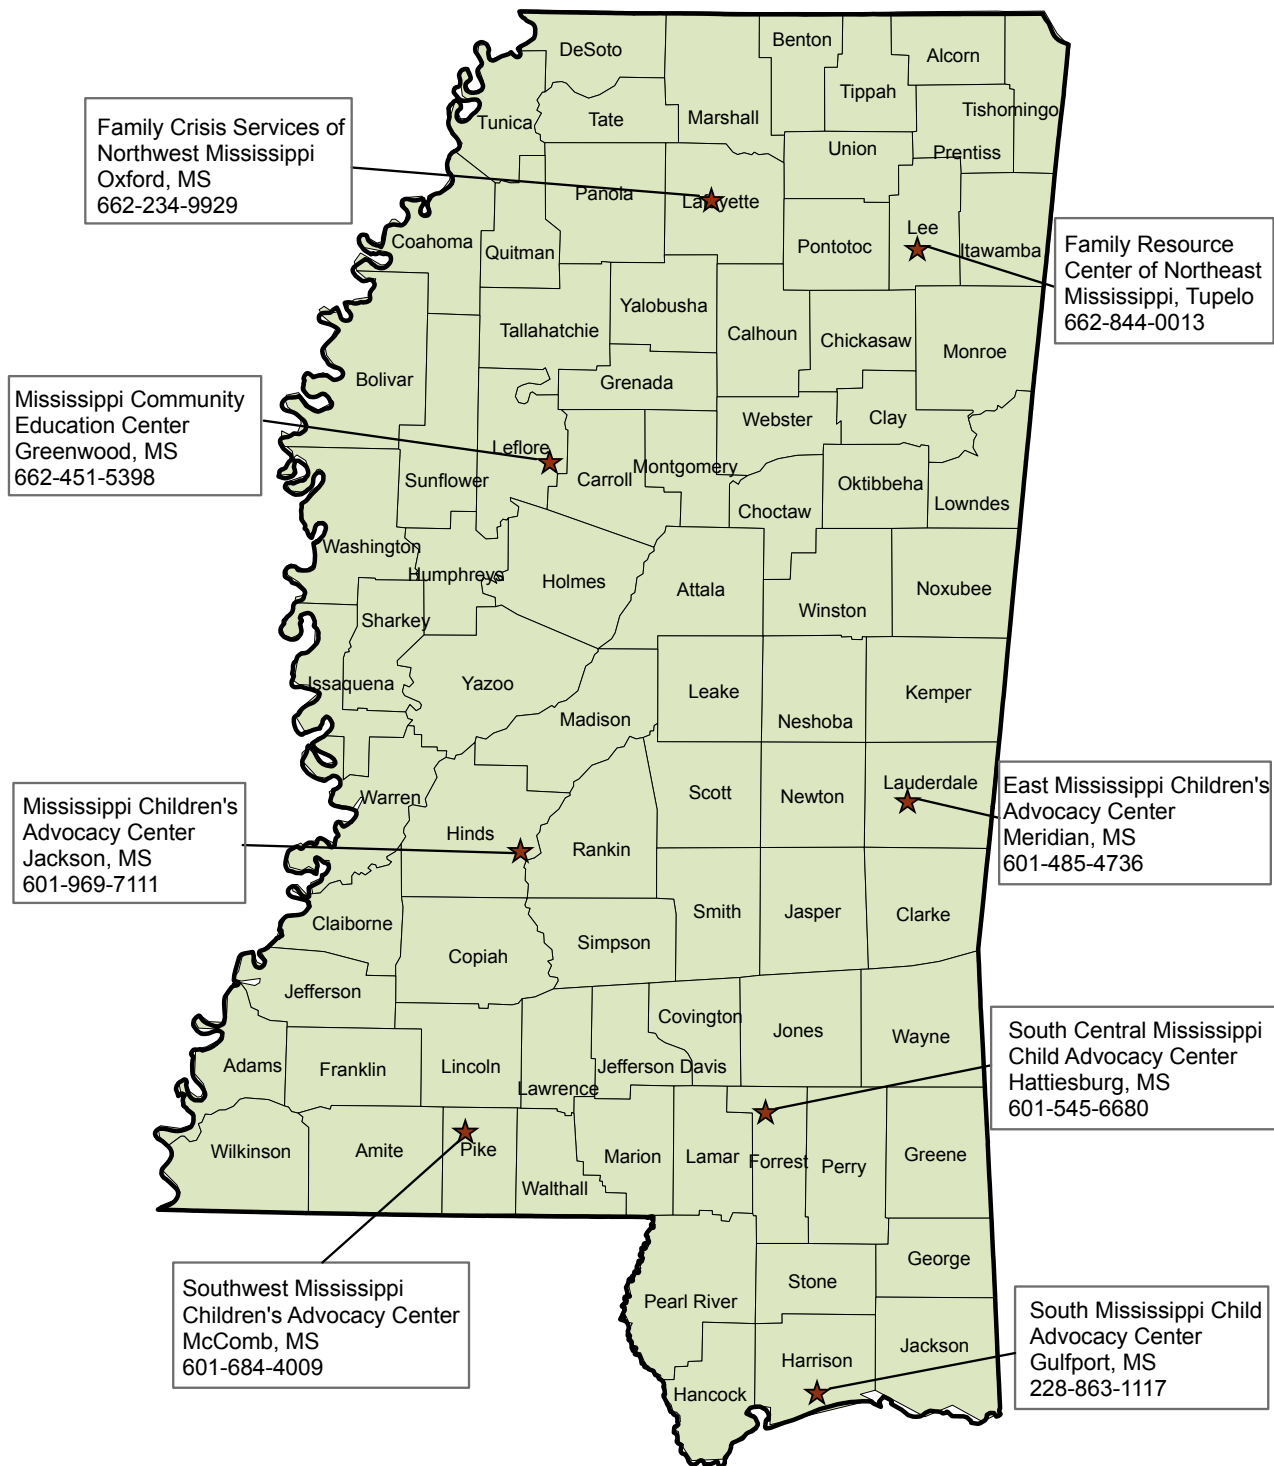 DeSoto
Benton
Alcorn
Tippah
Tishomingo
Marshall
Tunica
Tate
Union
Prentiss
Family Crisis Services of
Northwest Mississippi
Oxford, MS
662-234-9929
Panola
Lafayette
Lee
Coahoma
Quitman
Pontotoc
Itawamba
Family Resource
Center of Northeast
Mississippi, Tupelo
662-844-0013
Yalobusha
Tallahatchie
Calhoun
Chickasaw
Monroe
Bolivar
Grenada
Mississippi Community
Education Center
Greenwood, MS
662-451-5398
Webster
Clay
Leflore
Montgomery
Sunflower
Carroll
Oktibbeha
Choctaw
Lowndes
Washington
Humphreys
Holmes
Attala
Noxubee
Winston
Sharkey
Issaquena
Yazoo
Leake
Kemper
Madison
Neshoba
Warren
Scott
Newton
Lauderdale
East Mississippi Children's
Advocacy Center
Meridian, MS
601-485-4736
Mississippi Children's
Advocacy Center
Jackson, MS
601-969-7111
Hinds
Rankin
Smith
Jasper
Clarke
Claiborne
Copiah
Simpson
Jefferson
Covington
Jones
Wayne
South Central Mississippi
Child Advocacy Center
Hattiesburg, MS
601-545-6680
Adams
Franklin
Lincoln
Jefferson Davis
Lawrence
Wilkinson
Amite
Pike
Marion
Lamar
Forrest
Perry
Greene
Walthall
George
Stone
Pearl River
Southwest Mississippi
Children's Advocacy Center
McComb, MS
601-684-4009
South Mississippi Child
Advocacy Center
Gulfport, MS
228-863-1117
Jackson
Harrison
Hancock